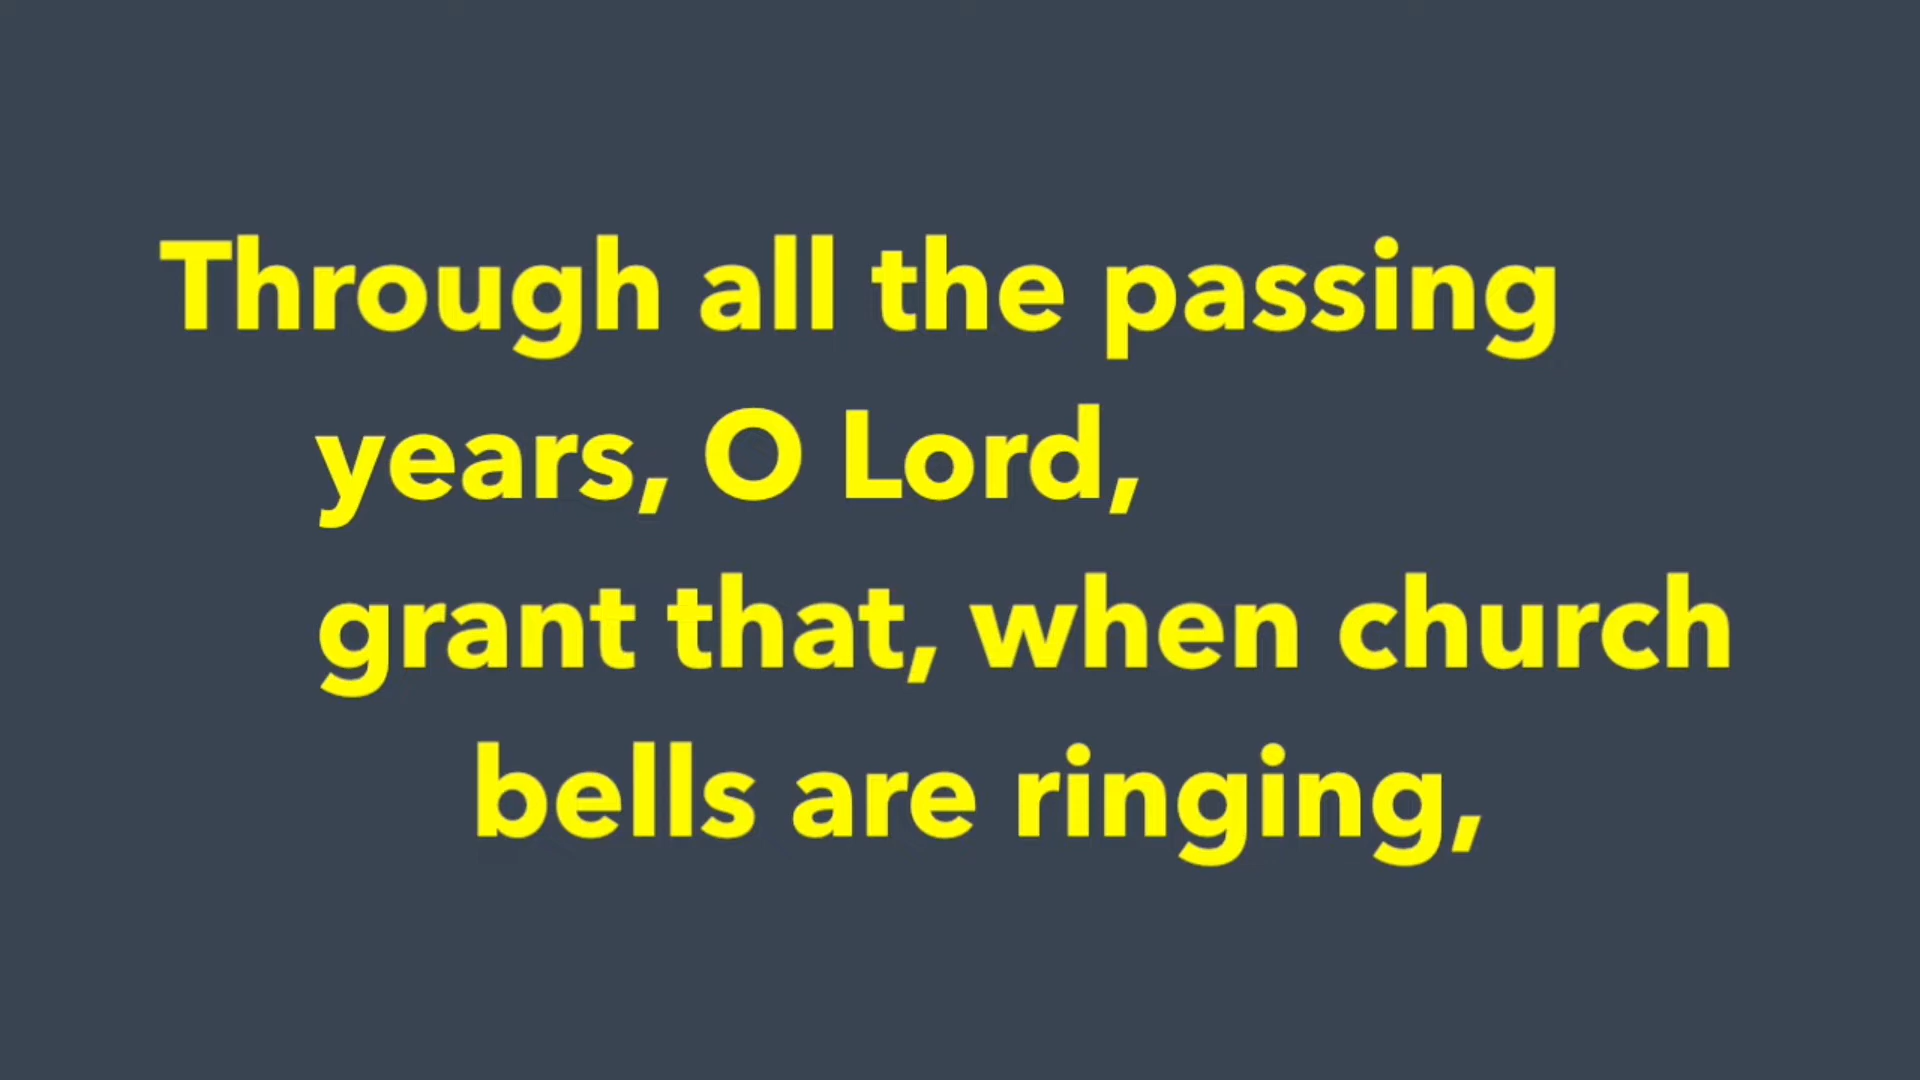 Through all the passing
years, O Lord,
grant that, when church
bells are ringing,